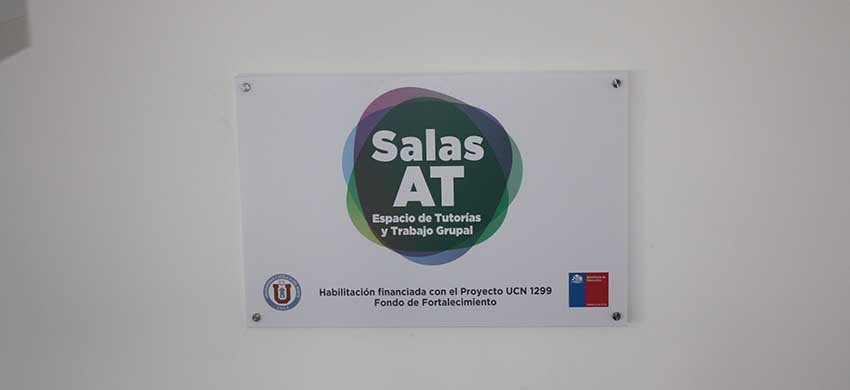 Salas
AT
Espacio de Tutorías
y Trabajo Grupal
Habilitación financiada con el Proyecto UCN 1299
Fondo de Fortalecimiento